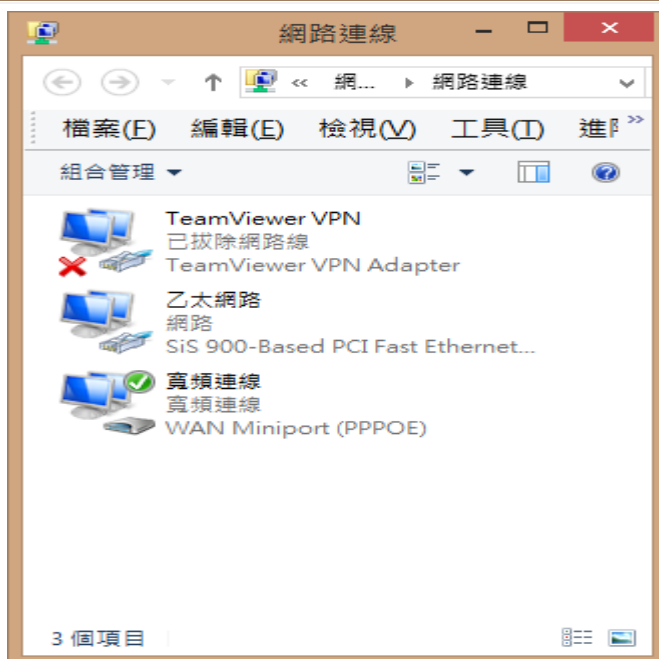 網路連線
« 網... ▸ 網路連線
檔案(F) 編輯(E) 檢視(V) 工具(T) 進 »
組合管理
TeamViewer VPN
已拔除網路線
TeamViewer VPN Adapter
乙太網路
網路
SiS 900-Based PCI Fast Ethernet...
寬頻連線
寬頻連線
WAN Miniport (PPPOE)
3 個項目